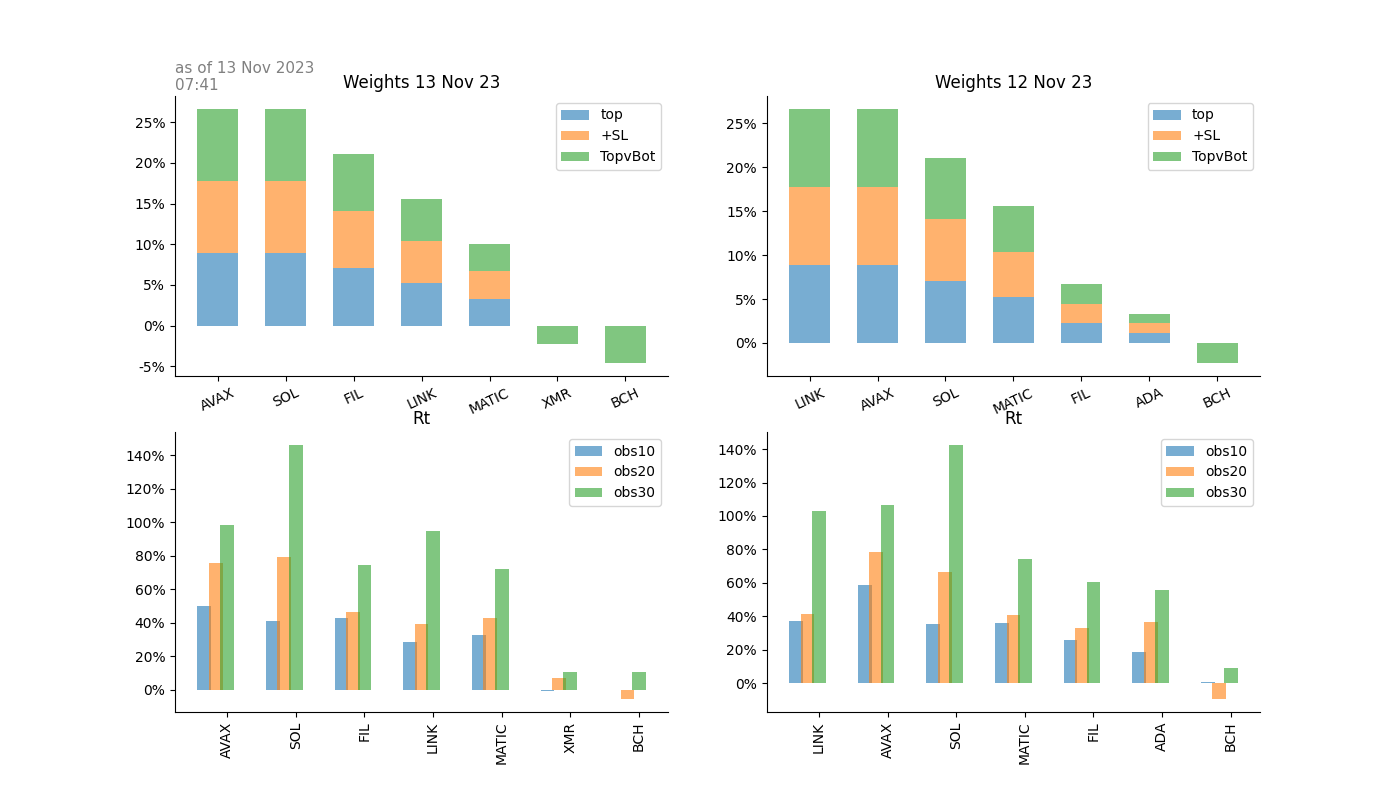 as of 13 Nov 2023
07:41
Weights 13 Nov 23
25%
20%
15%
10%
5%
0%
-5%
top
+SL
TopvBot
AVAX
SOL
FIL
LINK
MATIC
XMR
BCH
Weights 12 Nov 23
25%
20%
15%
10%
5%
0%
top
+SL
TopvBot
LINK
AVAX
SOL
MATIC
FIL
ADA
BCH
Rt
140%
120%
100%
80%
60%
40%
20%
0%
obs10
obs20
obs30
AVAX
SOL
FIL
LINK
MATIC
XMR
BCH
Rt
140%
120%
100%
80%
60%
40%
20%
0%
obs10
obs20
obs30
LINK
AVAX
SOL
MATIC
FIL
ADA
BCH